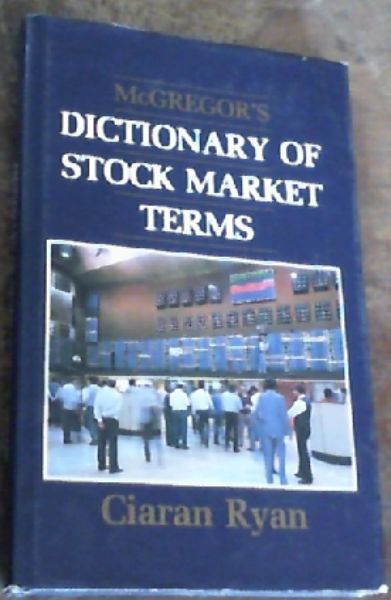 McGREGOR'S
DICTIONARY OF
STOCK MARKET
TERMS
Ciaran Ryan